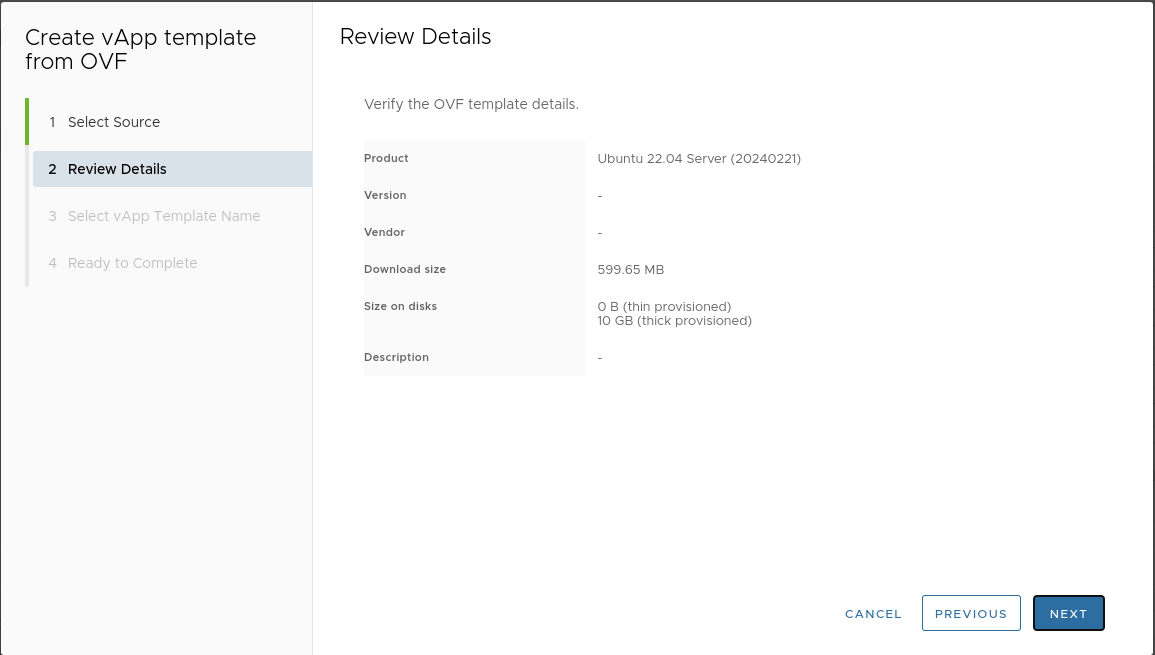 Create vApp template
from OVF
1 Select Source
2 Review Details
3 Select vApp Template Name
4 Ready to Complete
Review Details
Verify the OVF template details.
Product Ubuntu 22.04 Server (20240221)
Version -
Vendor -
Download size 599.65 MB
Size on disks 0 B (thin provisioned)
10 GB (thick provisioned)
Description -
CANCEL PREVIOUS NEXT